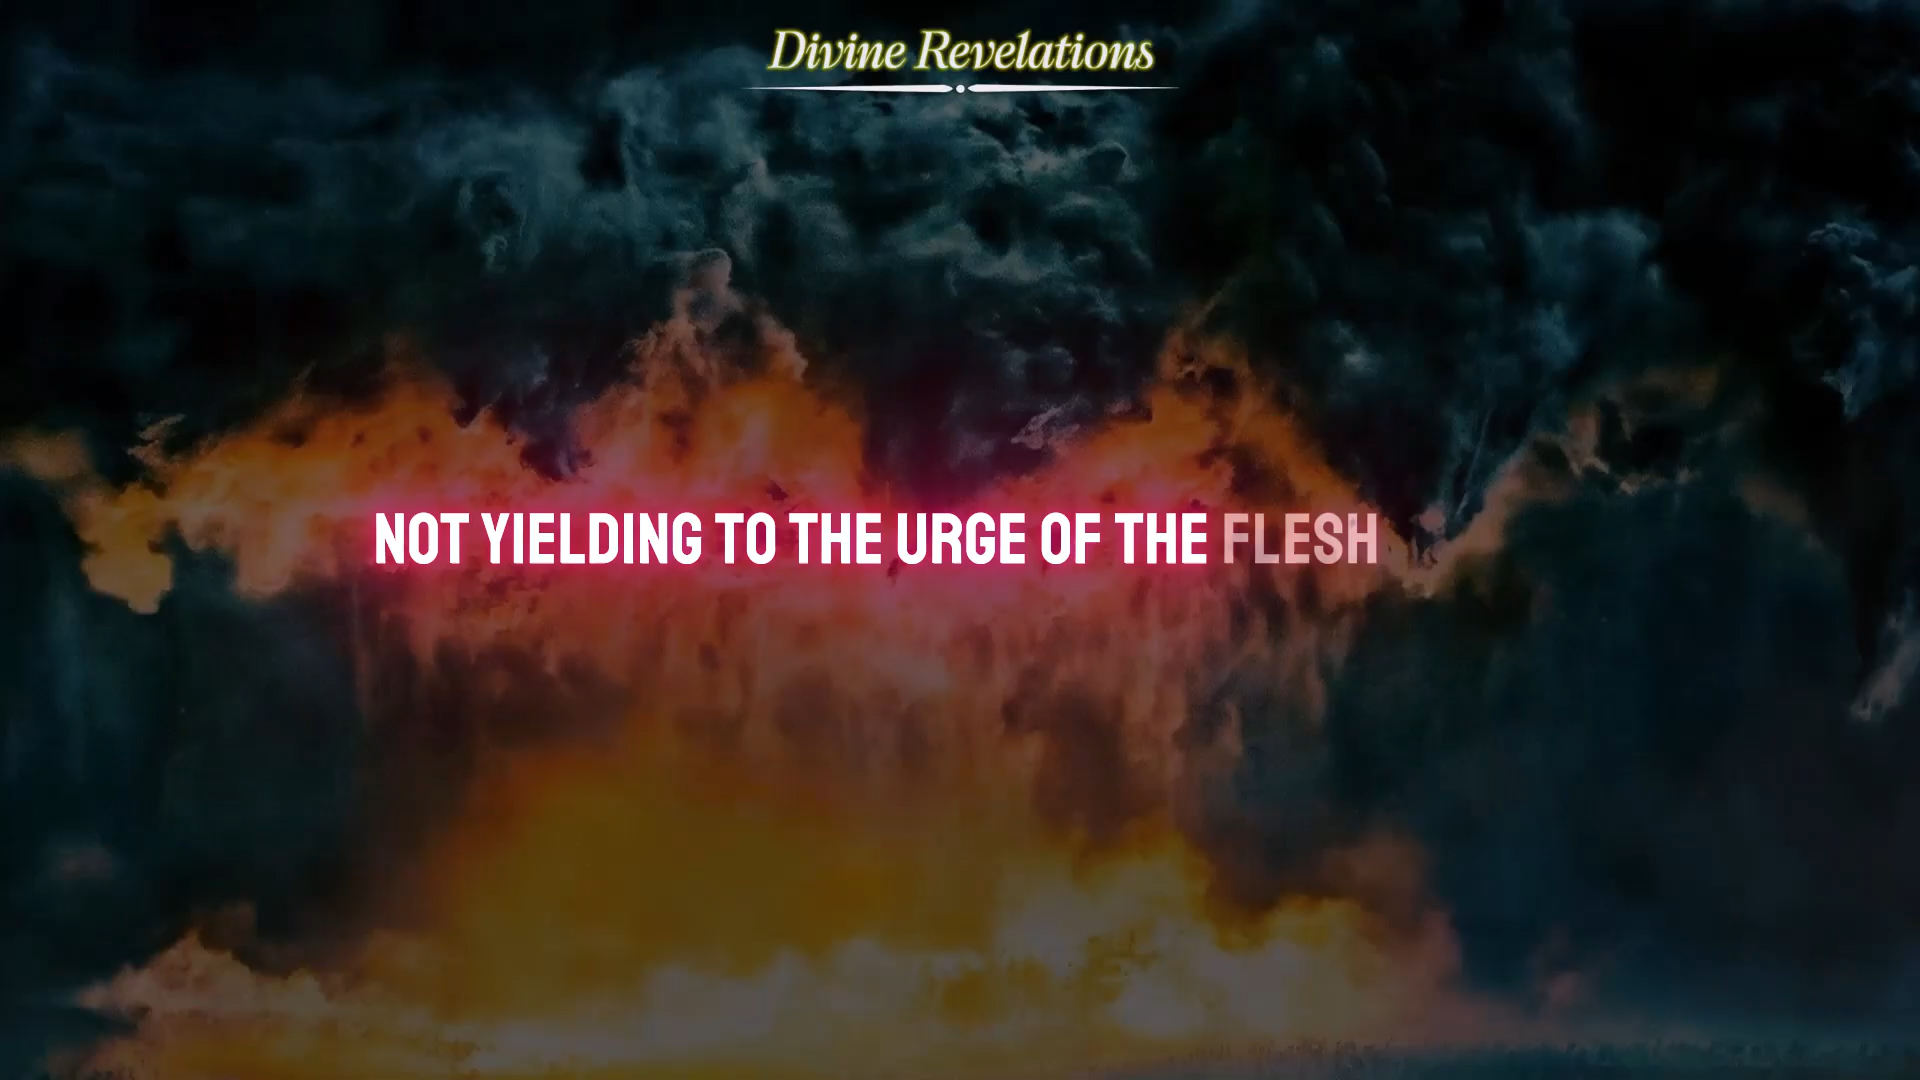 Divine Revelations
NOT YIELDING TO THE URGE OF THE FLESH